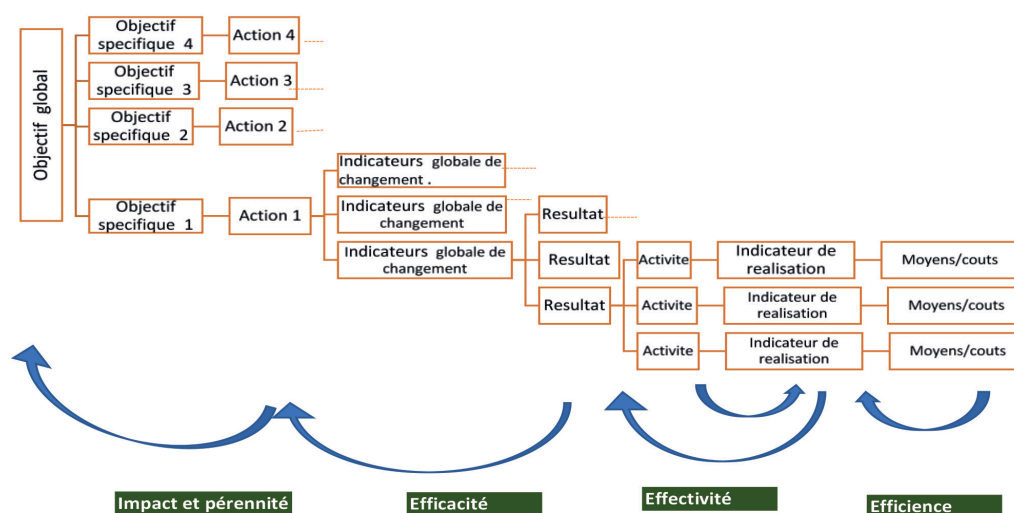 Objectif global
Objectif
specifique 4
Action 4
Objectif
specifique 3
Action 3
Objectif
specifique 2
Action 2
Objectif
specifique 1
Action 1
Indicateurs globale de
changement .
Indicateurs globale de
changement
Indicateurs globale de
changement
Resultat
Resultat
Resultat
Activite
Indicateur de
realisation
Moyens/couts
Activite
Indicateur de
realisation
Moyens/couts
Activite
Indicateur de
realisation
Moyens/couts
Impact et pérennité
Efficacité
Effectivité
Efficience